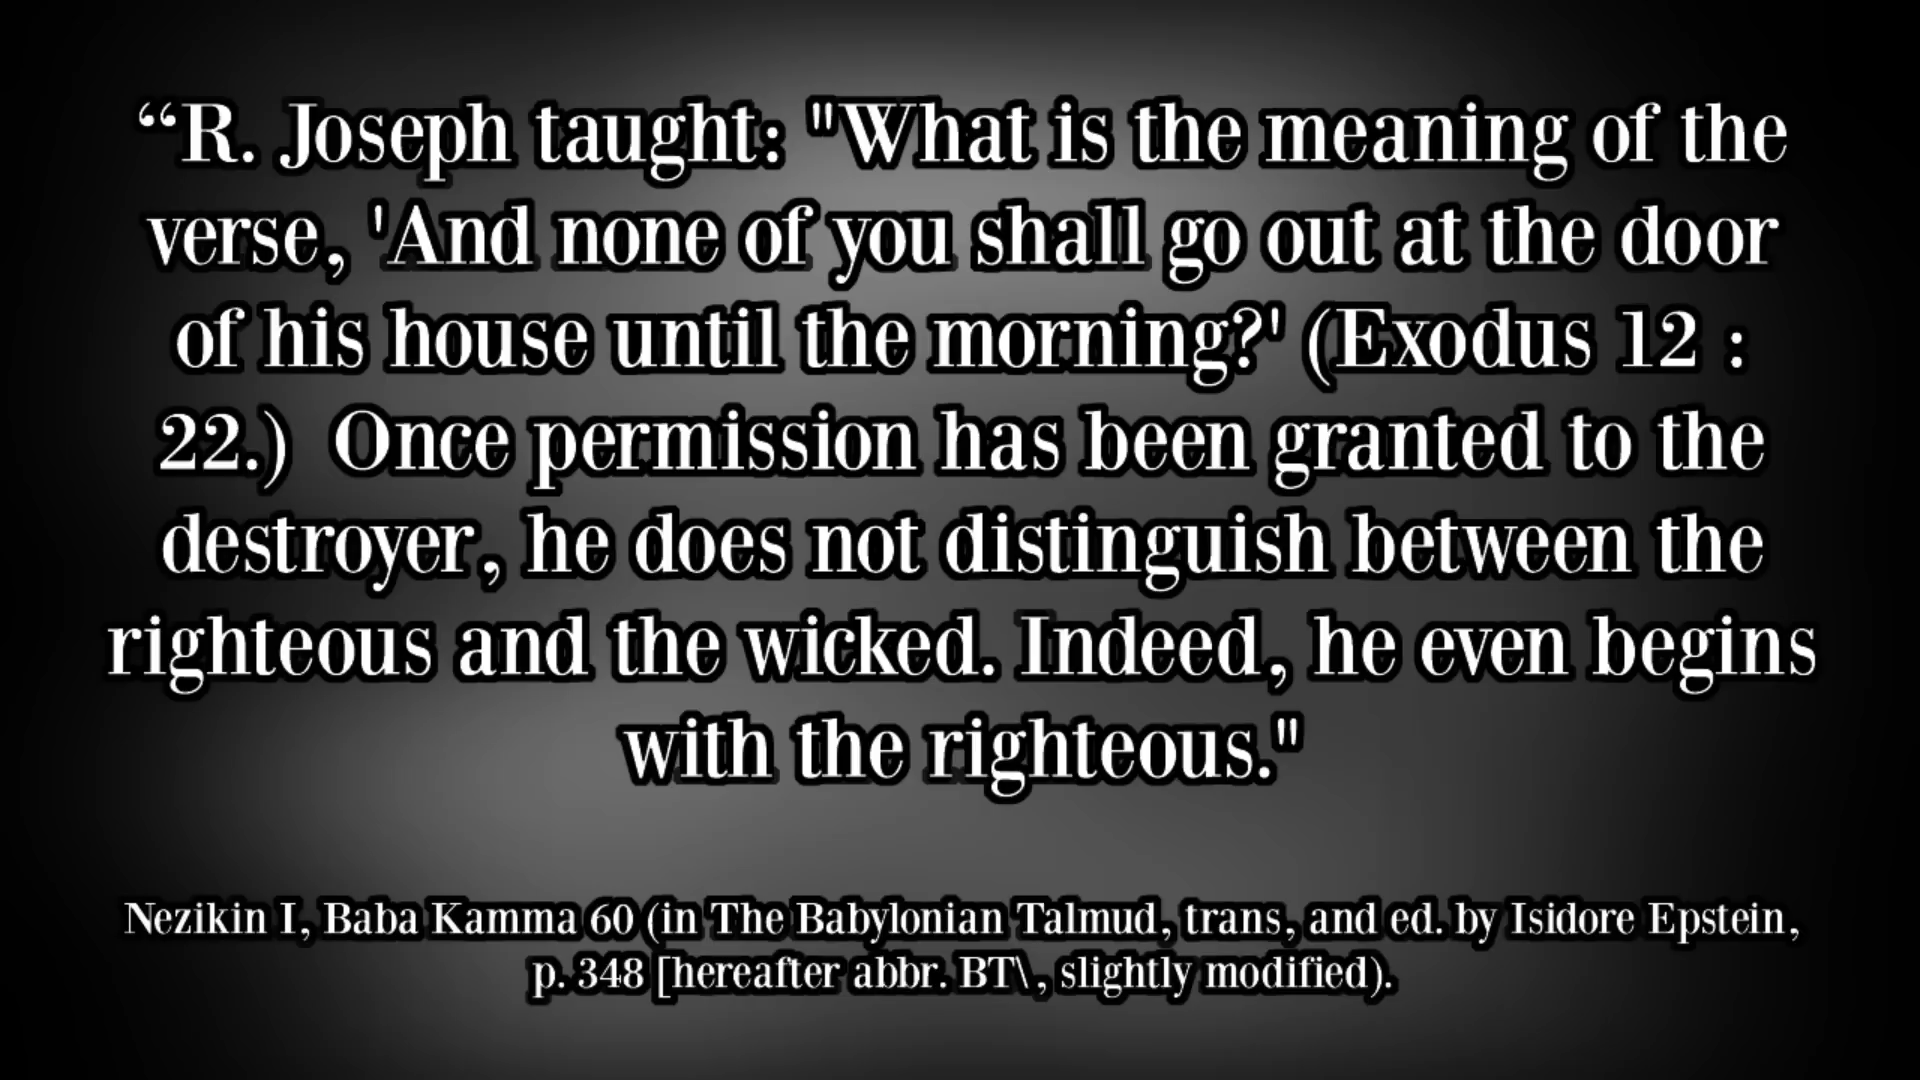 “R. Joseph taught: "What is the meaning of the
verse, 'And none of you shall go out at the door
of his house until the morning?' (Exodus 12 :
22.)  Once permission has been granted to the
destroyer, he does not distinguish between the
righteous and the wicked. Indeed, he even begins
with the righteous."
Nezikin I, Baba Kamma 60 (in The Babylonian Talmud, trans, and ed. by Isidore Epstein,
p. 348 [hereafter abbr. BT\, slightly modified).